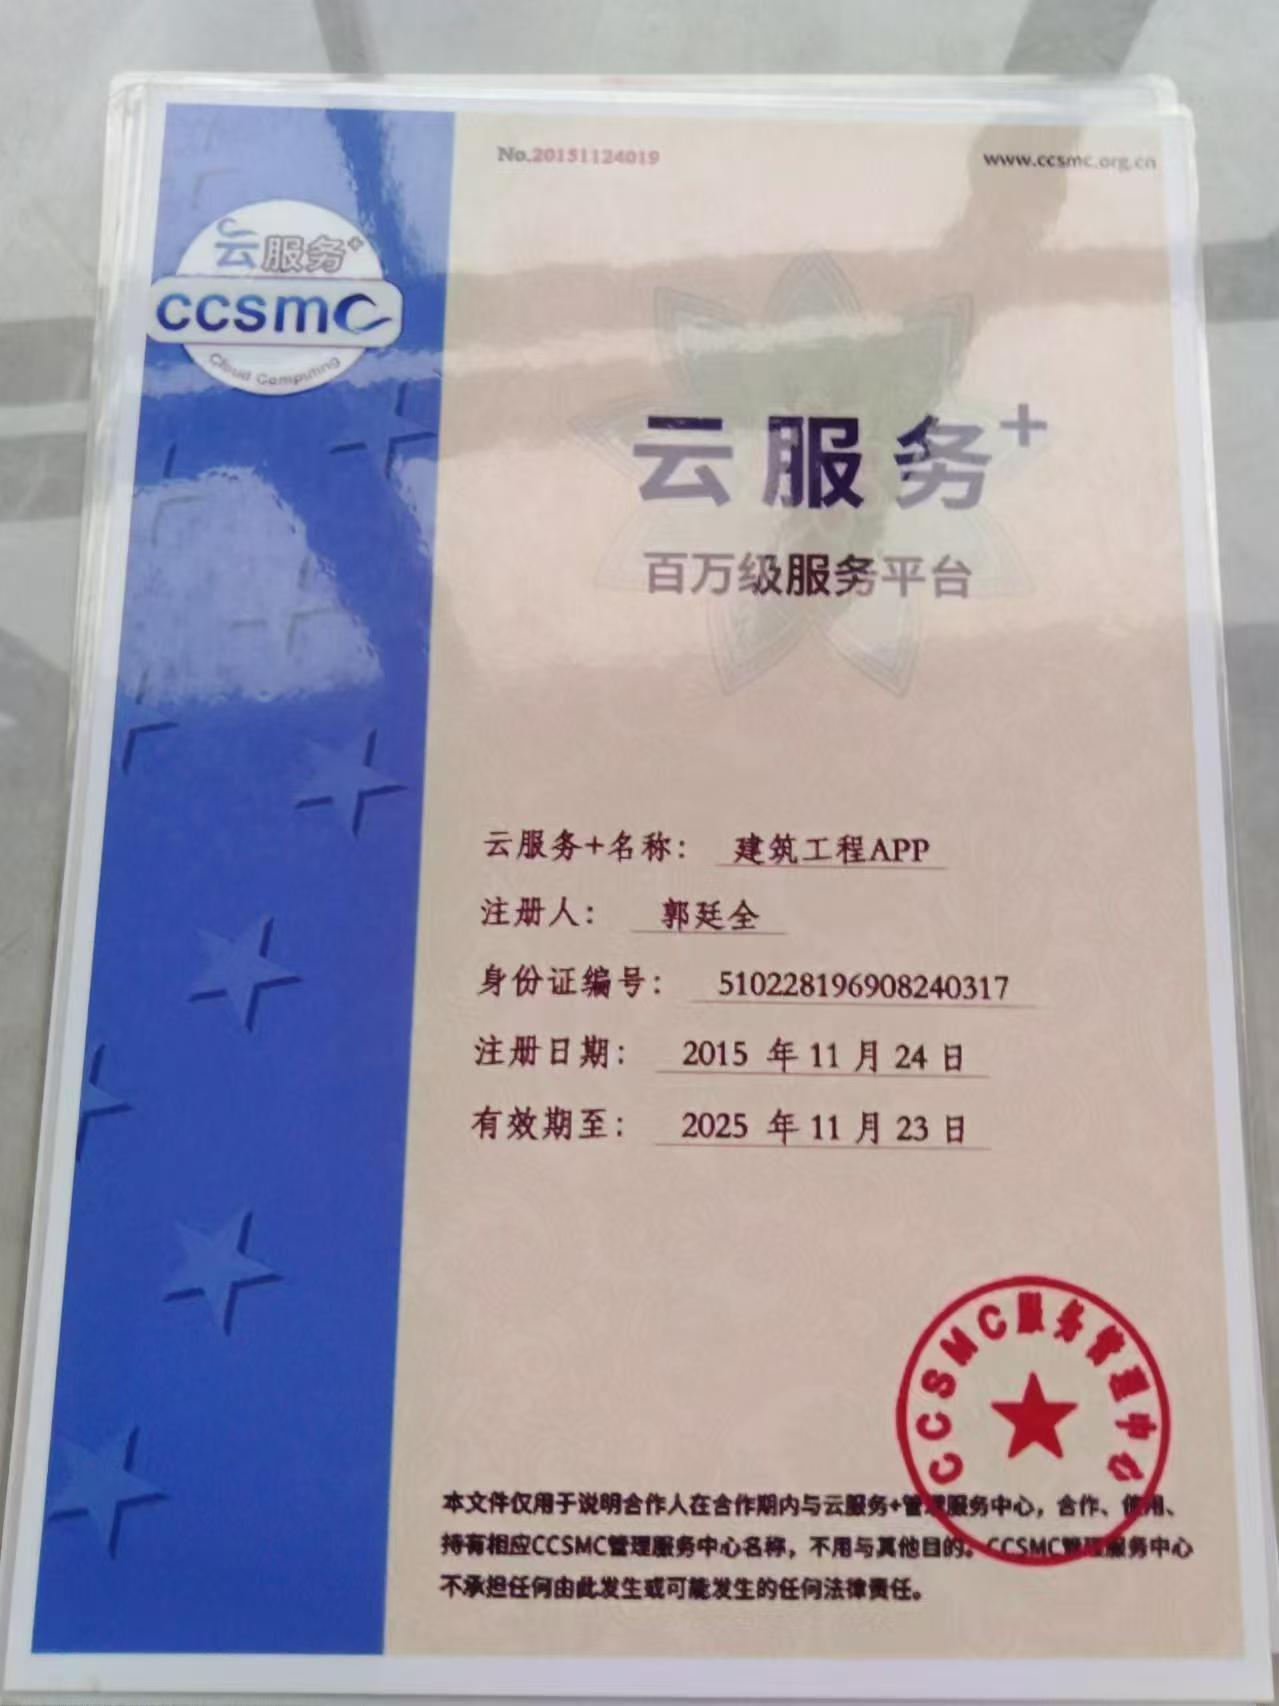 No.20151124019
www.ccsmc.org.cn
云服务+
ccsmc
Cloud Computing
云服务+
百万级服务平台
云服务+名称： 建筑工程APP
注册人： 郭廷全
身份证编号： 510228196908240317
注册日期： 2015 年 11 月 24 日
有效期至： 2025 年 11 月 23 日
CCSMC服务管理中心
本文件仅用于说明合作人在合作期内与云服务+管理服务中心，合作、使用、
持有相应CCSMC管理服务中心名称，不用与其他目的。CCSMC管理服务中心
不承担任何由此发生或可能发生的任何法律责任。